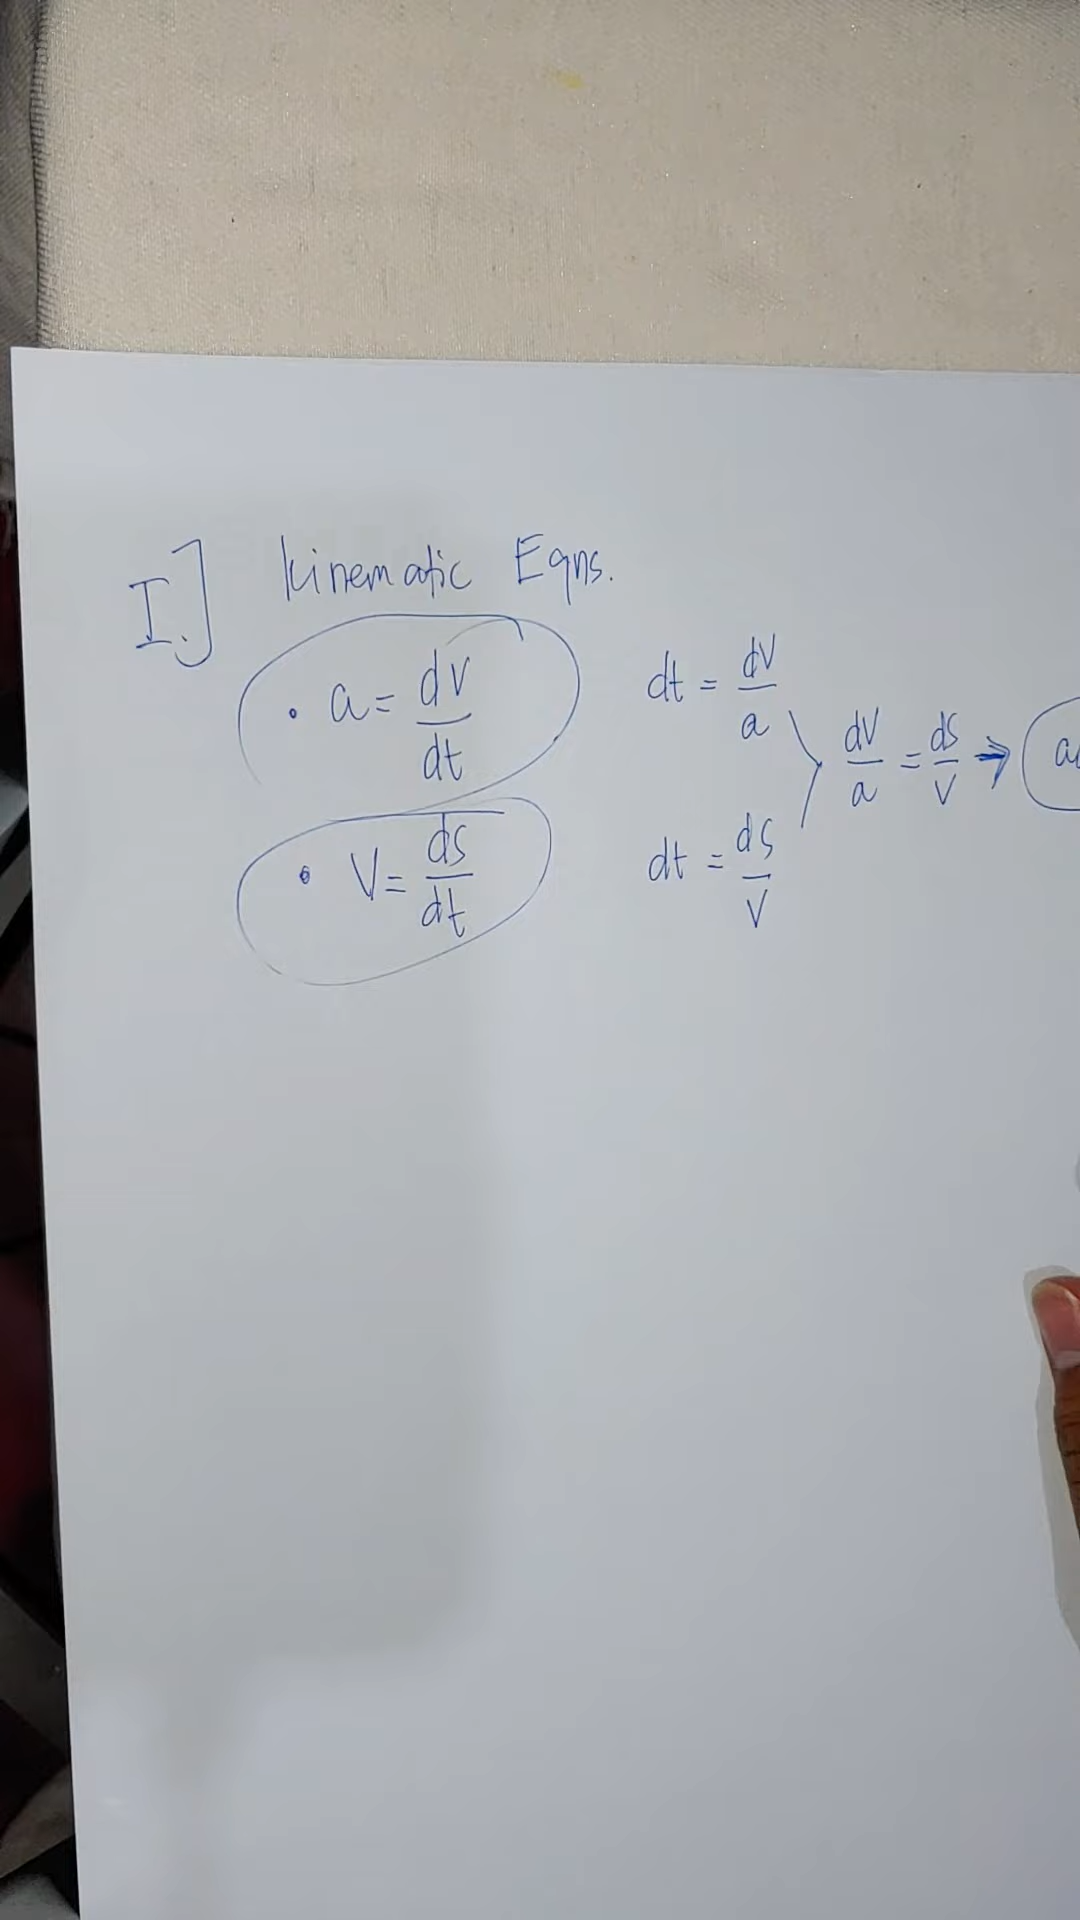 I.] Kinematic Eqns.
• a = dv/dt
dt = dv/a
dv/a = ds/v → a
• V = ds/dt
dt = ds/v